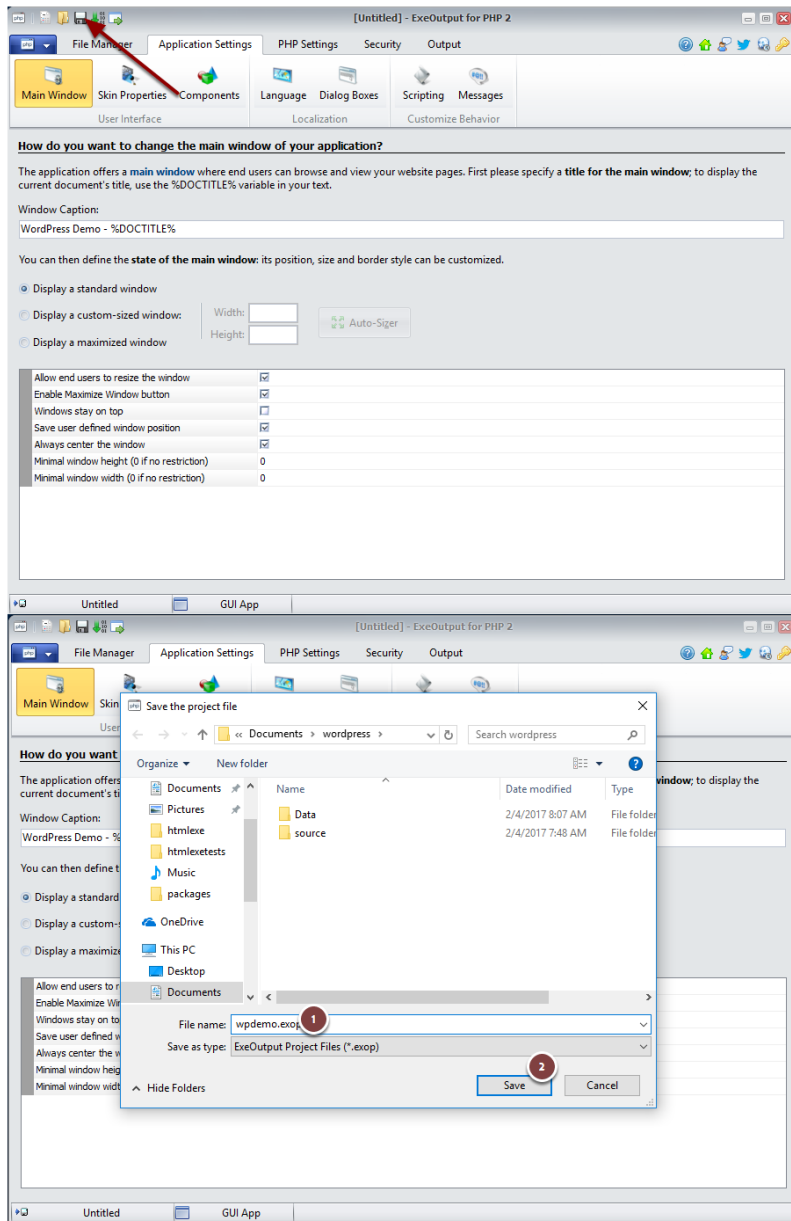 [Untitled] - ExeOutput for PHP 2
php File Manager Application Settings PHP Settings Security Output
Main Window Skin Properties Components Language Dialog Boxes Scripting Messages
User Interface Localization Customize Behavior
How do you want to change the main window of your application?
The application offers a main window where end users can browse and view your website pages. First please specify a title for the main window; to display the
current document's title, use the %DOCTITLE% variable in your text.
Window Caption:
WordPress Demo - %DOCTITLE%
You can then define the state of the main window: its position, size and border style can be customized.
Display a standard window
Display a custom-sized window: Width:
Auto-Sizer
Height:
Display a maximized window
Allow end users to resize the window
Enable Maximize Window button
Windows stay on top
Save user defined window position
Always center the window
Minimal window height (0 if no restriction) 0
Minimal window width (0 if no restriction) 0
Untitled GUI App
[Untitled] - ExeOutput for PHP 2
php File Manager Application Settings PHP Settings Security Output
Main Window Skin
User
Save the project file
« Documents › wordpress › Search wordpress
Organize New folder
Name Date modified Type
Documents
Pictures
htmlexe
htmlexetests
Music
packages
OneDrive
This PC
Desktop
Documents
Data 2/4/2017 8:07 AM File folder
source 2/4/2017 7:48 AM File folder
File name: wpdemo.exop 1
Save as type: ExeOutput Project Files (*.exop)
2
Hide Folders Save Cancel
How do you want
The application offers window; to display the
current document's ti
Window Caption:
WordPress Demo - %
You can then define t
Display a standard
Display a custom-s
Display a maximize
Allow end users to r
Enable Maximize Wir
Windows stay on to
Save user defined w
Always center the w
Minimal window heig
Minimal window widt
Untitled GUI App